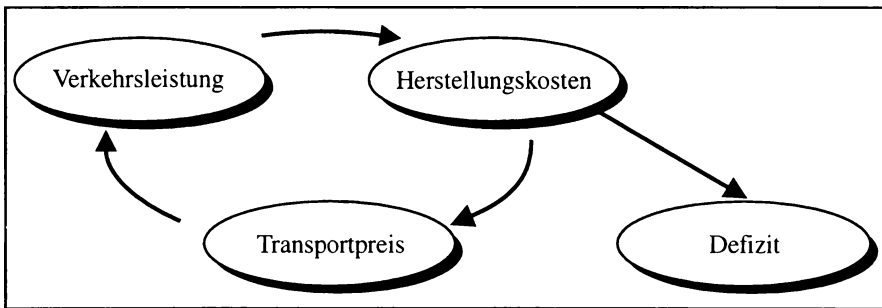 Verkehrsleistung
Herstellungskosten
Transportpreis
Defizit